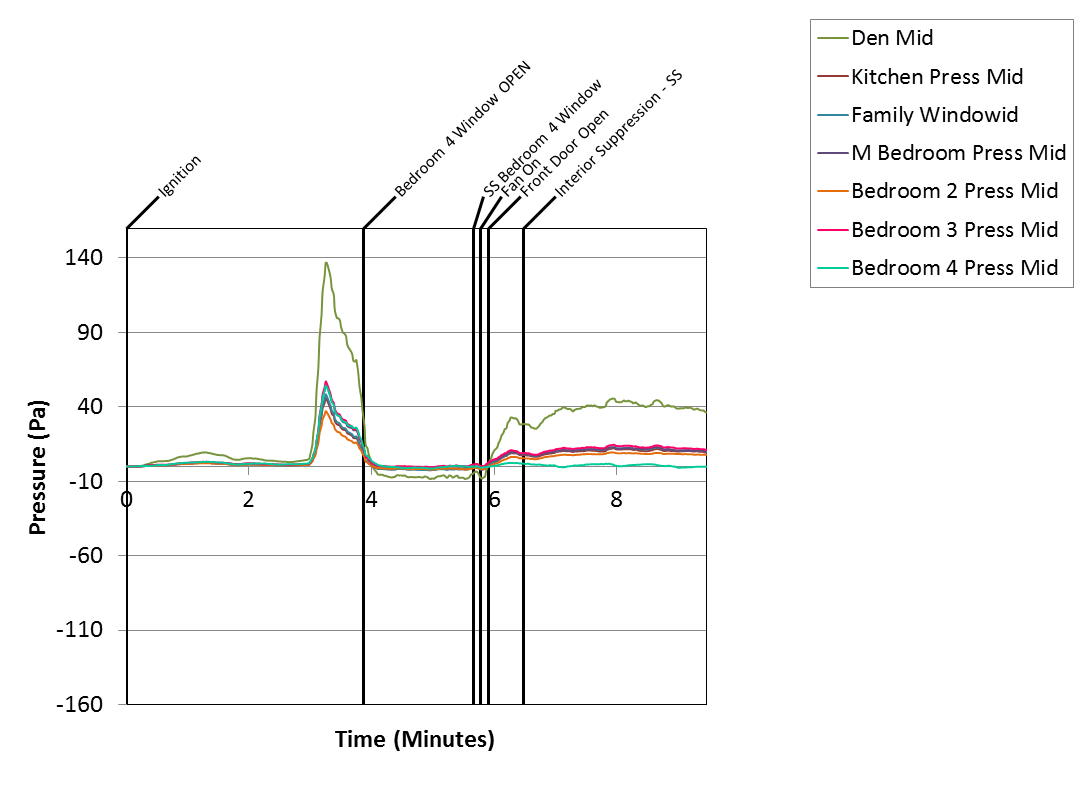 Ignition
Bedroom 4 Window OPEN
SS Bedroom 4 Window
Fan On
Front Door Open
Interior Suppression - SS
Den Mid
Kitchen Press Mid
Family Windowid
M Bedroom Press Mid
Bedroom 2 Press Mid
Bedroom 3 Press Mid
Bedroom 4 Press Mid
Pressure (Pa)
140
90
40
-10
-60
-110
-160
0 2 4 6 8
Time (Minutes)